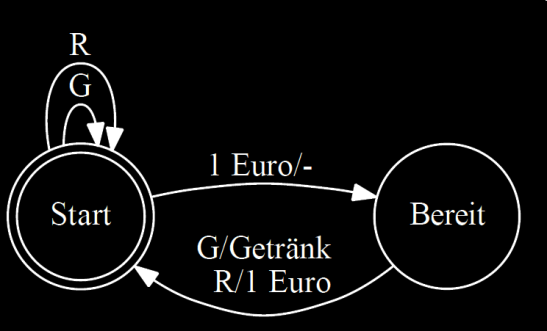 R
G
1 Euro/-
Start
Bereit
G/Getränk
R/1 Euro